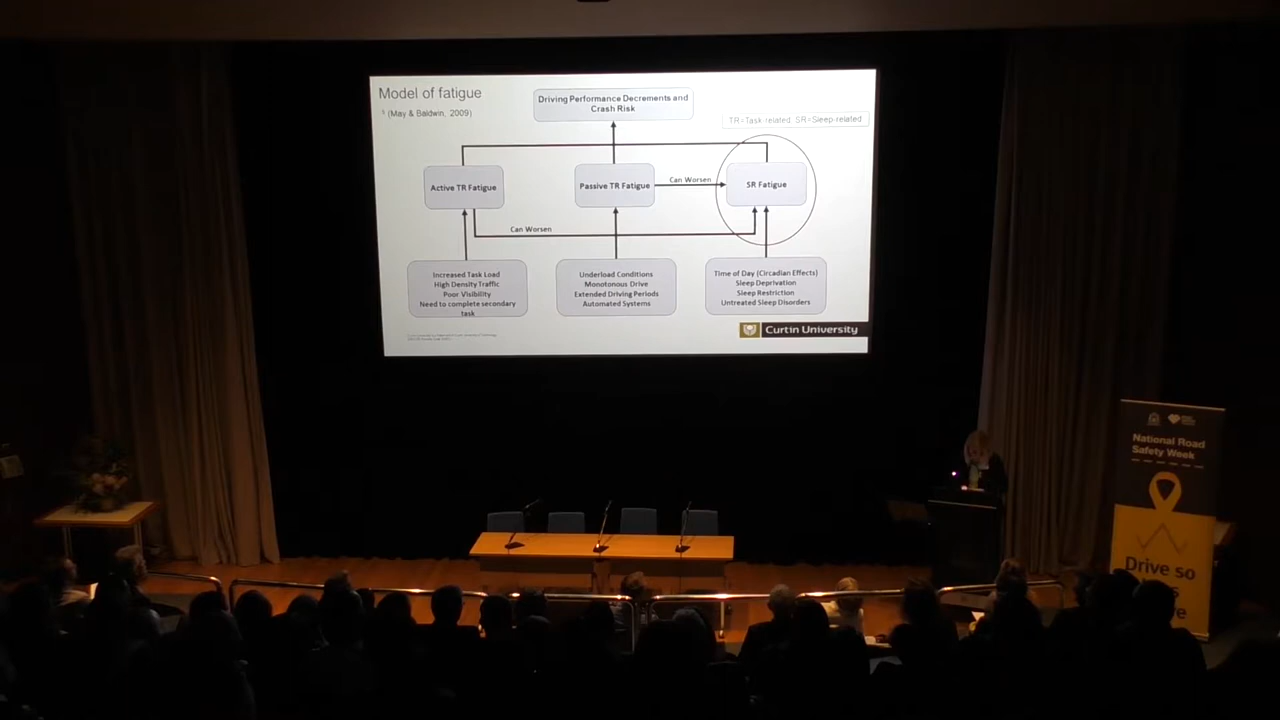 Model of fatigue
¹ (May & Baldwin, 2009)
Driving Performance Decrements and
Crash Risk
TR=Task-related SR=Sleep-related
Active TR Fatigue
Passive TR Fatigue
Can Worsen
SR Fatigue
Can Worsen
Increased Task Load
High Density Traffic
Poor Visibility
Need to complete secondary
task
Underload Conditions
Monotonous Drive
Extended Driving Periods
Automated Systems
Time of Day (Circadian Effects)
Sleep Deprivation
Sleep Restriction
Untreated Sleep Disorders
Curtin University
National Road
Safety Week
Drive so